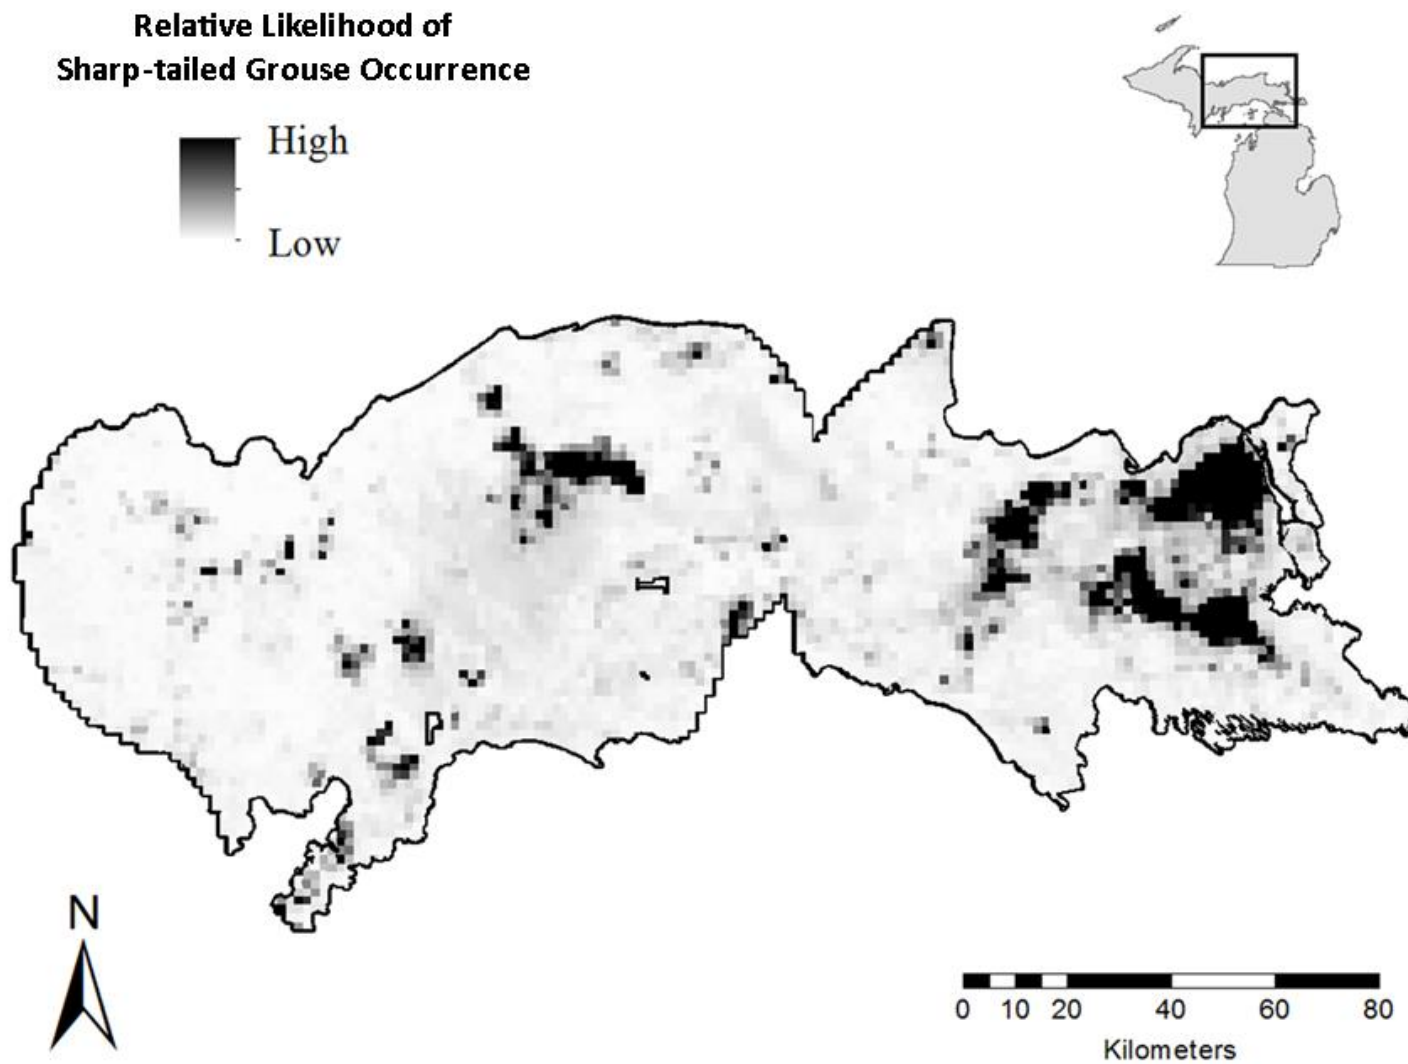 Relative Likelihood of
Sharp-tailed Grouse Occurrence
High
Low
N
0 10 20 40 60 80
Kilometers